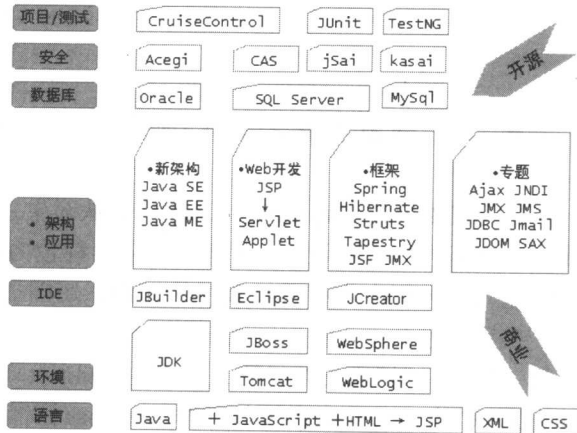 项目/测试
CruiseControl
JUnit
TestNG
安全
Acegi
CAS
jSai
kasai
开源
数据库
Oracle
SQL Server
MySql
•新架构
Java SE
Java EE
Java ME
•Web开发
JSP
↓
Servlet
Applet
•框架
Spring
Hibernate
Struts
Tapestry
JSF JMX
•专题
Ajax JNDI
JMX JMS
JDBC Jmail
JDOM SAX
• 架构
• 应用
IDE
JBuilder
Eclipse
JCreator
商业
环境
JDK
JBoss
WebSphere
Tomcat
WebLogic
语言
Java
+ JavaScript +HTML → JSP
XML
CSS